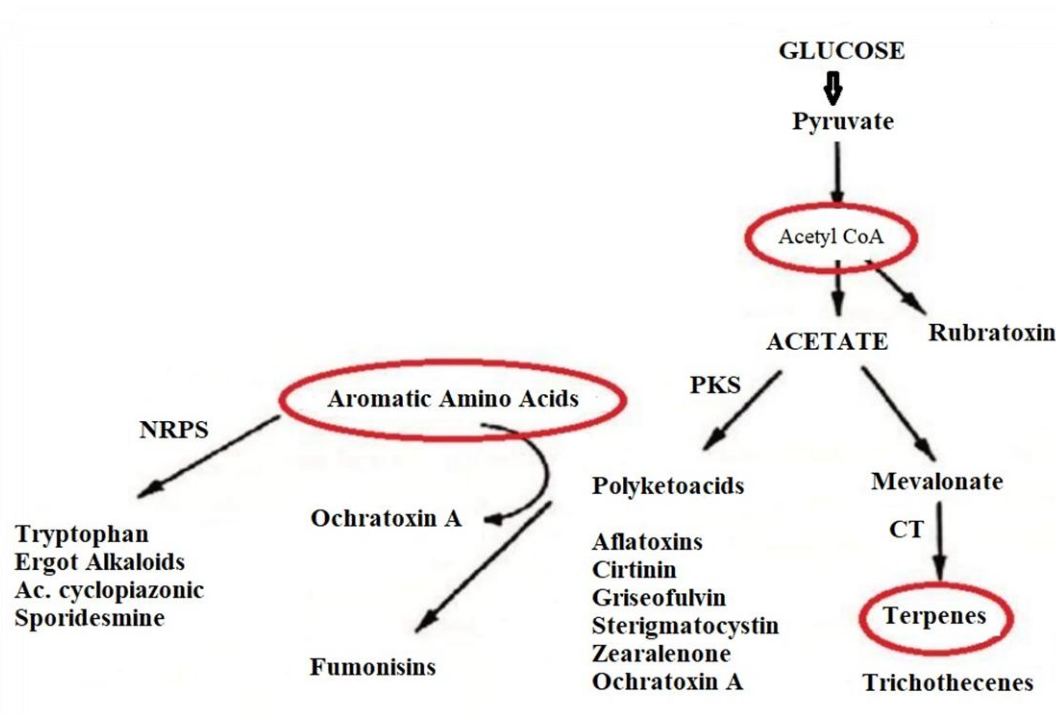 GLUCOSE
Pyruvate
Acetyl CoA
Rubratoxin
ACETATE
PKS
Aromatic Amino Acids
NRPS
Polyketoacids
Mevalonate
Ochratoxin A
CT
Tryptophan
Ergot Alkaloids
Ac. cyclopiazonic
Sporidesmine
Aflatoxins
Cirtinin
Griseofulvin
Sterigmatocystin
Zearalenone
Ochratoxin A
Terpenes
Fumonisins
Trichothecenes